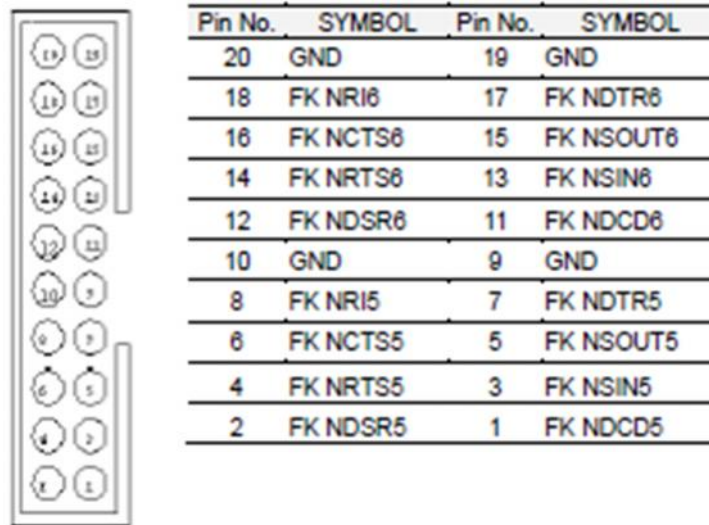 Pin No. SYMBOL Pin No. SYMBOL
20 GND 19 GND
18 FK NRI6 17 FK NDTR6
16 FK NCTS6 15 FK NSOUT6
14 FK NRTS6 13 FK NSIN6
12 FK NDSR6 11 FK NDCD6
10 GND 9 GND
8 FK NRI5 7 FK NDTR5
6 FK NCTS5 5 FK NSOUT5
4 FK NRTS5 3 FK NSIN5
2 FK NDSR5 1 FK NDCD5